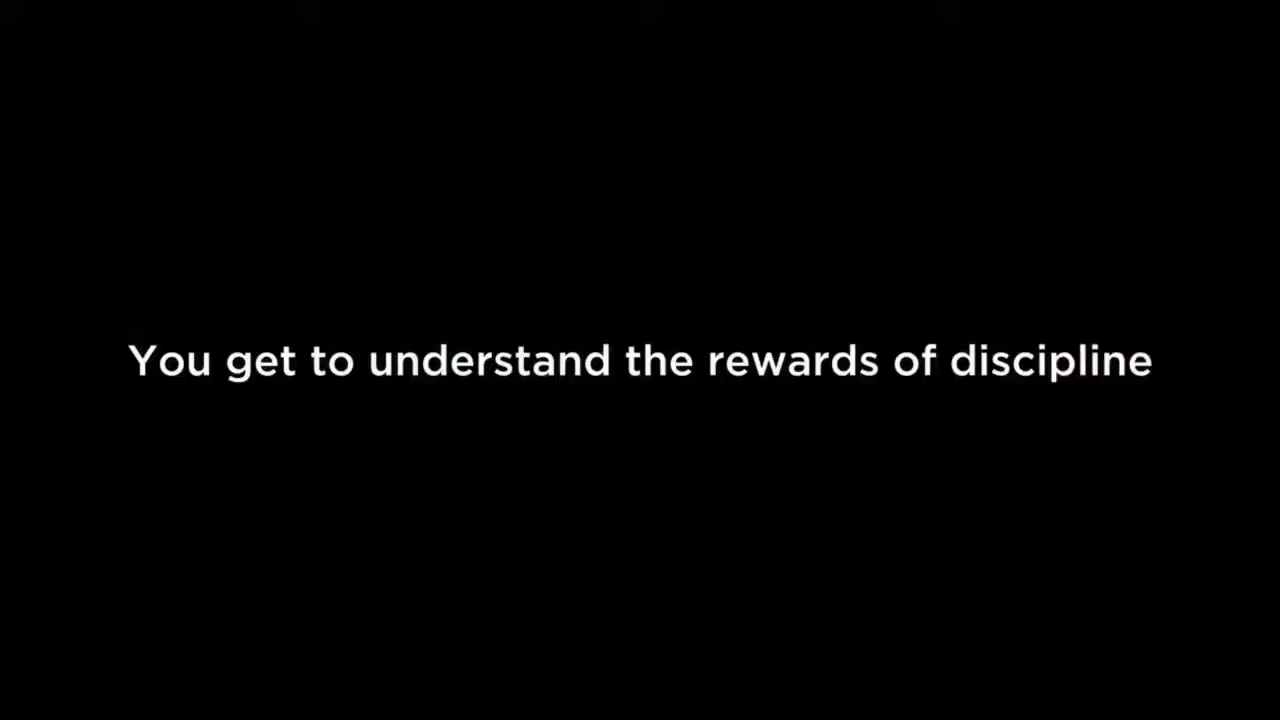 You get to understand the rewards of discipline